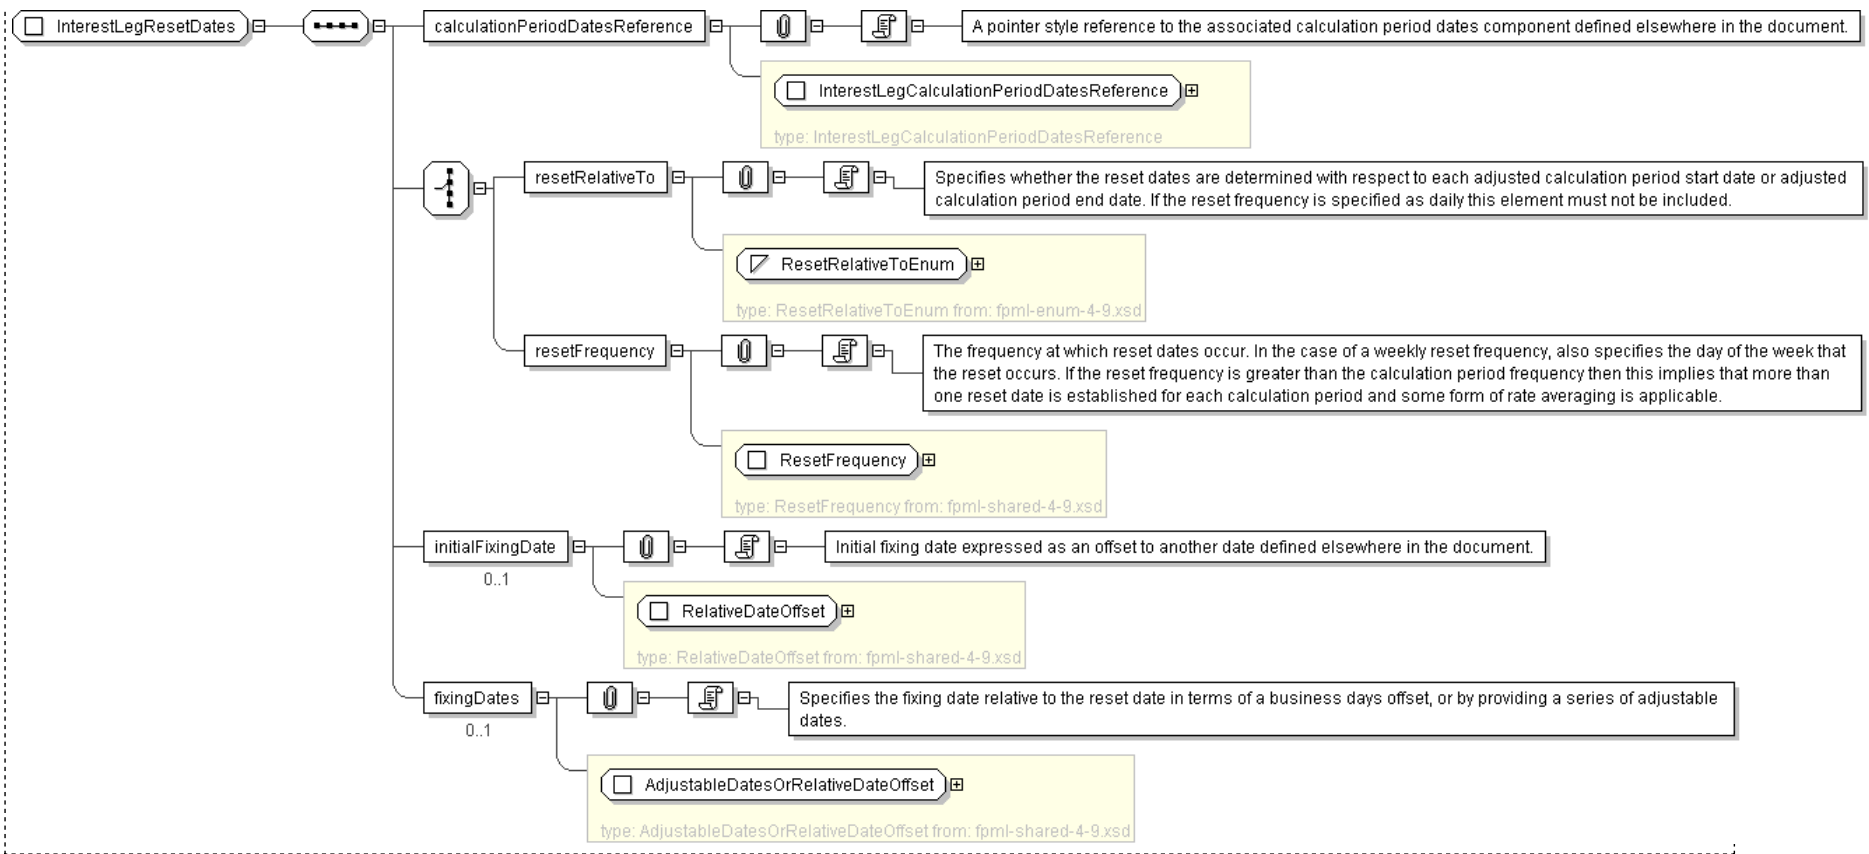 InterestLegResetDates
calculationPeriodDatesReference
A pointer style reference to the associated calculation period dates component defined elsewhere in the document.
InterestLegCalculationPeriodDatesReference
type: InterestLegCalculationPeriodDatesReference
resetRelativeTo
Specifies whether the reset dates are determined with respect to each adjusted calculation period start date or adjusted
calculation period end date. If the reset frequency is specified as daily this element must not be included.
ResetRelativeToEnum
type: ResetRelativeToEnum from: fpml-enum-4-9.xsd
resetFrequency
The frequency at which reset dates occur. In the case of a weekly reset frequency, also specifies the day of the week that
the reset occurs. If the reset frequency is greater than the calculation period frequency then this implies that more than
one reset date is established for each calculation period and some form of rate averaging is applicable.
ResetFrequency
type: ResetFrequency from: fpml-shared-4-9.xsd
initialFixingDate
Initial fixing date expressed as an offset to another date defined elsewhere in the document.
0..1
RelativeDateOffset
type: RelativeDateOffset from: fpml-shared-4-9.xsd
fixingDates
Specifies the fixing date relative to the reset date in terms of a business days offset, or by providing a series of adjustable
dates.
0..1
AdjustableDatesOrRelativeDateOffset
type: AdjustableDatesOrRelativeDateOffset from: fpml-shared-4-9.xsd